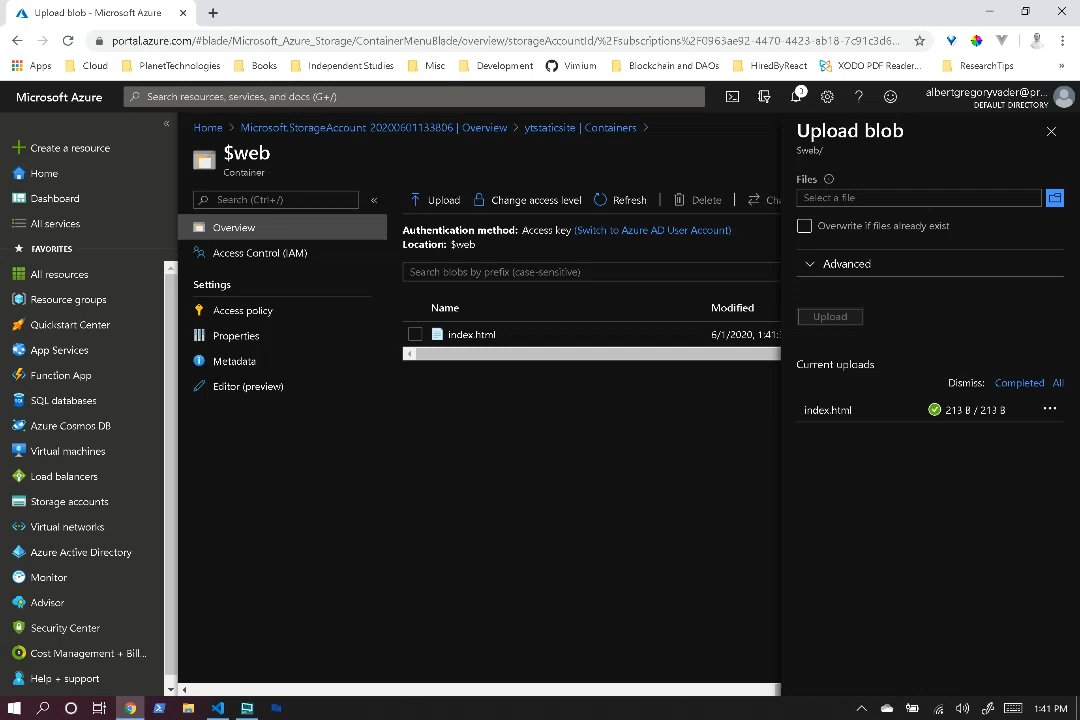 Upload blob - Microsoft Azure
portal.azure.com/#blade/Microsoft_Azure_Storage/ContainerMenuBlade/overview/storageAccountId/%2Fsubscriptions%2F0963ae92-4470-4423-ab18-7c91c3d6...
Apps Cloud PlanetTechnologies Books Independent Studies Misc Development Vimium Blockchain and DAOs HiredByReact XODO PDF Reader... ResearchTips »
Microsoft Azure
Search resources, services, and docs (G+/)
3
albertgregoryvader@pr...
DEFAULT DIRECTORY
«
Create a resource
Home
Dashboard
All services
FAVORITES
All resources
Resource groups
Quickstart Center
App Services
Function App
SQL databases
Azure Cosmos DB
Virtual machines
Load balancers
Storage accounts
Virtual networks
Azure Active Directory
Monitor
Advisor
Security Center
Cost Management + Bill...
Help + support
Home > Microsoft.StorageAccount-20200601133806 | Overview > ytstaticsite | Containers >
$web
Container
Search (Ctrl+/)
«
Overview
Access Control (IAM)
Settings
Access policy
Properties
Metadata
Editor (preview)
Upload Change access level Refresh Delete Cha
Authentication method: Access key (Switch to Azure AD User Account)
Location: $web
Search blobs by prefix (case-sensitive)
Name Modified
index.html 6/1/2020, 1:41:
Upload blob
$web/
Files
Select a file
Overwrite if files already exist
Advanced
Upload
Current uploads
Dismiss: Completed All
index.html 213 B / 213 B
1:41 PM